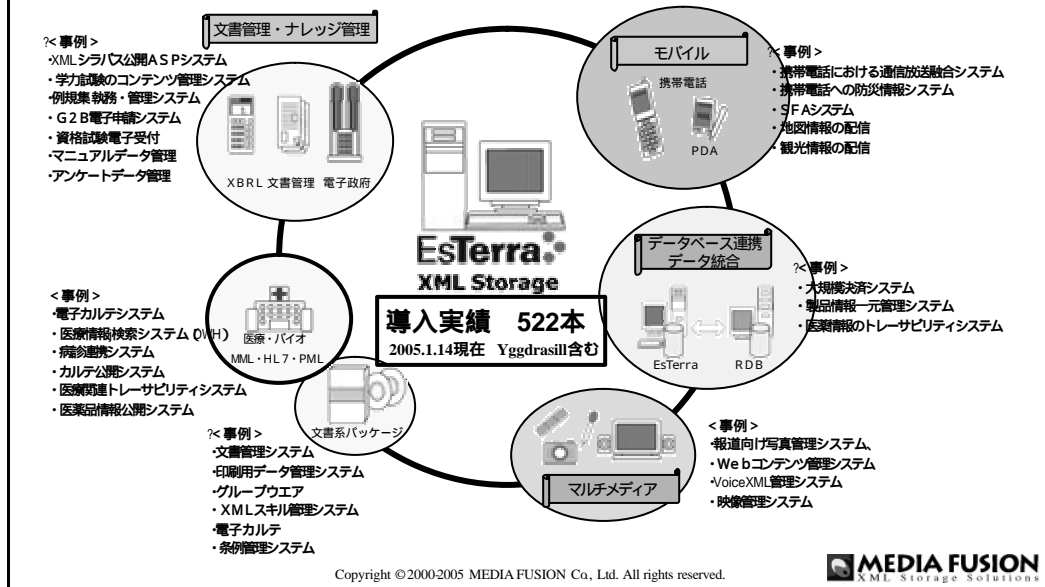 文書管理・ナレッジ管理
?<事例>
・XMLシラバス公開ASPシステム
・学力試験のコンテンツ管理システム
・例規集執務・管理システム
・G2B電子申請システム
・資格試験電子受付
・マニュアルデータ管理
・アンケートデータ管理
XBRL 文書管理 電子政府
モバイル
携帯電話
PDA
?<事例>
・携帯電話における通信放送融合システム
・携帯電話への防災情報システム
・SFAシステム
・地図情報の配信
・観光情報の配信
EsTerra
XML Storage
導入実績 522本
2005.1.14現在 Yggdrasill含む
データベース連携
データ統合
EsTerra RDB
?<事例>
・大規模決済システム
・製品情報一元管理システム
・医薬情報のトレーサビリティシステム
<事例>
・電子カルテシステム
・医療情報検索システム(DWH)
・病診連携システム
・カルテ公開システム
・医療関連トレーサビリティシステム
・医薬品情報公開システム
医療・バイオ
MML・HL7・PML
文書系パッケージ
?<事例>
・文書管理システム
・印刷用データ管理システム
・グループウエア
・XMLスキル管理システム
・電子カルテ
・条例管理システム
マルチメディア
<事例>
・報道向け写真管理システム、
・Webコンテンツ管理システム
・VoiceXML管理システム
・映像管理システム
Copyright ©2000-2005 MEDIA FUSION Co., Ltd. All rights reserved.
MEDIA FUSION
XML Storage Solutions